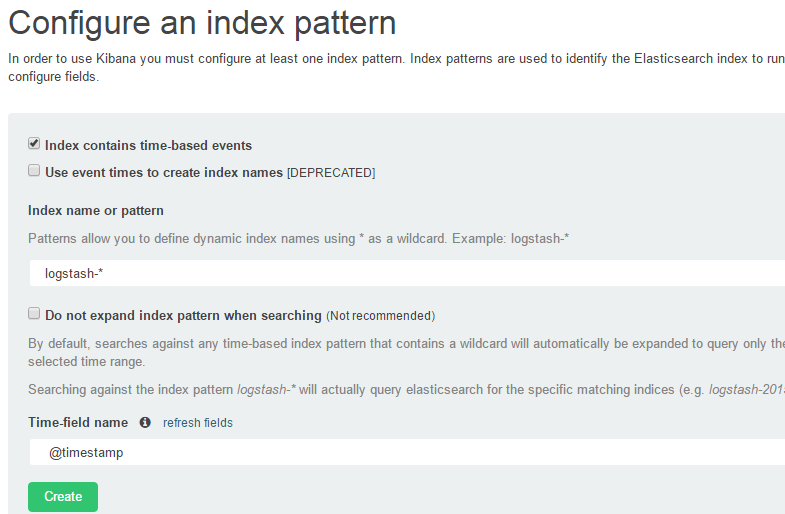 Configure an index pattern
In order to use Kibana you must configure at least one index pattern. Index patterns are used to identify the Elasticsearch index to run
configure fields.
Index contains time-based events
Use event times to create index names [DEPRECATED]
Index name or pattern
Patterns allow you to define dynamic index names using * as a wildcard. Example: logstash-*
logstash-*
Do not expand index pattern when searching (Not recommended)
By default, searches against any time-based index pattern that contains a wildcard will automatically be expanded to query only the
selected time range.
Searching against the index pattern logstash-* will actually query elasticsearch for the specific matching indices (e.g. logstash-201
Time-field name refresh fields
@timestamp
Create